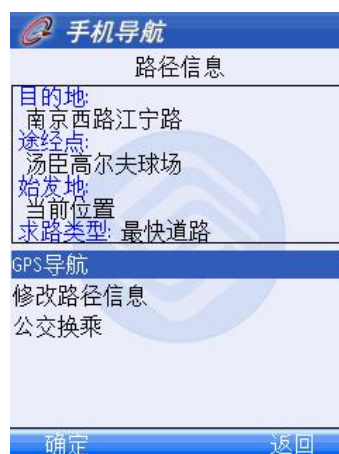 手机导航
路径信息
目的地:
南京西路江宁路
途经点:
汤臣高尔夫球场
始发地:
当前位置
求路类型: 最快道路
GPS导航
修改路径信息
公交换乘
确定 返回